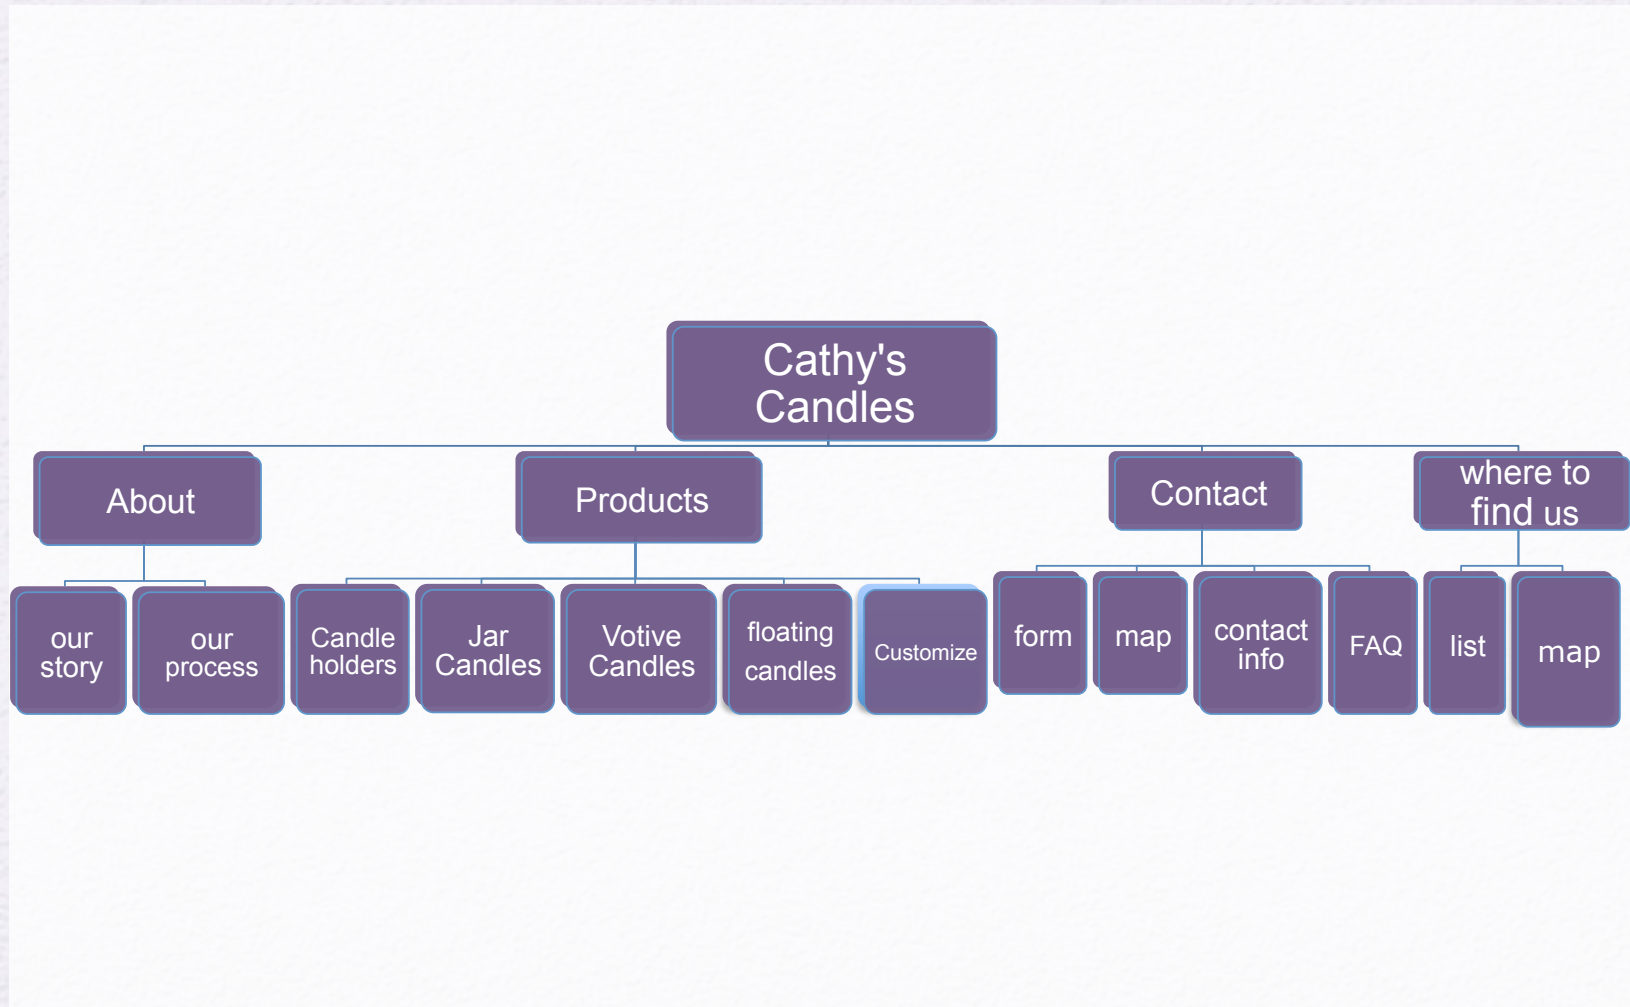 Cathy's
Candles
About
Products
Contact
where to
find us
our
story
our
process
Candle
holders
Jar
Candles
Votive
Candles
floating
candles
Customize
form
map
contact
info
FAQ
list
map